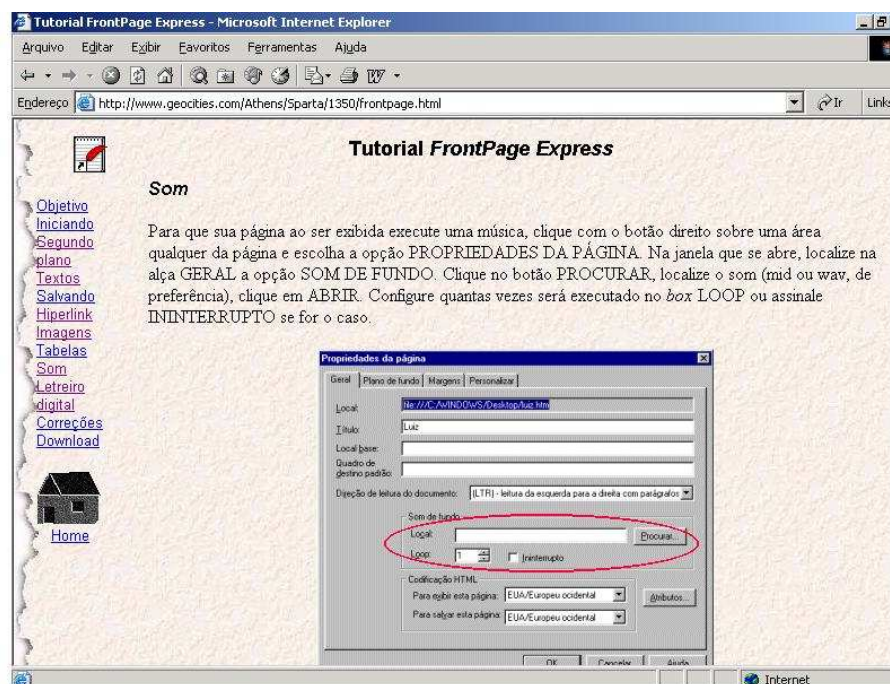 Tutorial FrontPage Express - Microsoft Internet Explorer
Arquivo Editar Exibir Favoritos Ferramentas Ajuda
Endereço http://www.geocities.com/Athens/Sparta/1350/frontpage.html Ir Links
Tutorial FrontPage Express
Objetivo
Iniciando
Segundo
plano
Textos
Salvando
Hiperlink
Imagens
Tabelas
Som
Letreiro
digital
Correções
Download
Home
Som
Para que sua página ao ser exibida execute uma música, clique com o botão direito sobre uma área
qualquer da página e escolha a opção PROPRIEDADES DA PÁGINA. Na janela que se abre, localize na
alça GERAL a opção SOM DE FUNDO. Clique no botão PROCURAR, localize o som (mid ou wav, de
preferência), clique em ABRIR. Configure quantas vezes será executado no box LOOP ou assinale
ININTERRUPTO se for o caso.
Propriedades da página
Geral Plano de fundo Margens Personalizar
Local: file:///C:/WINDOWS/Desktop/luiz.htm
Título: Luiz
Local base:
Quadro de
destino padrão:
Direção de leitura do documento: (LTR) - leitura da esquerda para a direita com parágrafos
Som de fundo
Local: Procurar...
Loop: 1 Ininterrupto
Codificação HTML
Para exibir esta página: EUA/Europeu ocidental Atributos...
Para salvar esta página: EUA/Europeu ocidental
OK Cancelar Ajuda
Internet